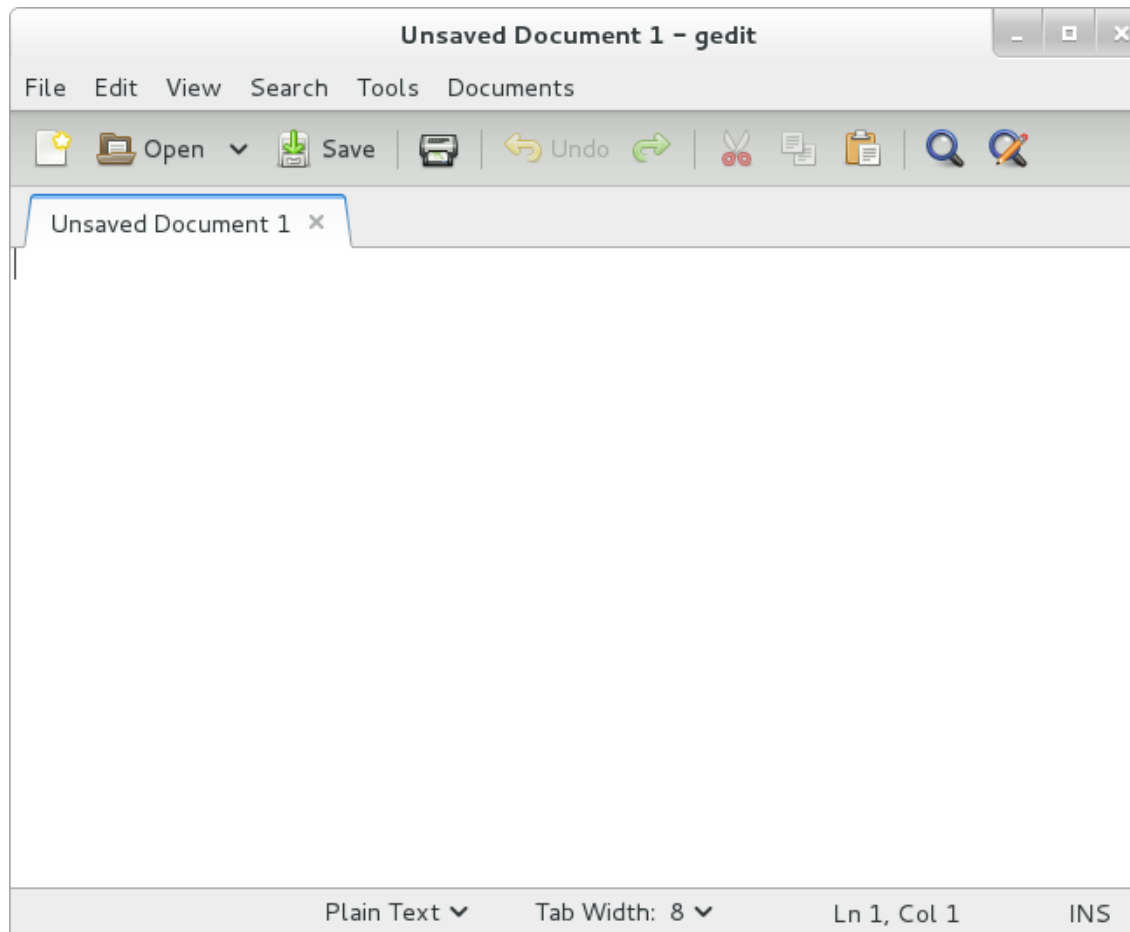 Unsaved Document 1 - gedit
File Edit View Search Tools Documents
Open Save Undo
Unsaved Document 1
Plain Text Tab Width: 8 Ln 1, Col 1 INS